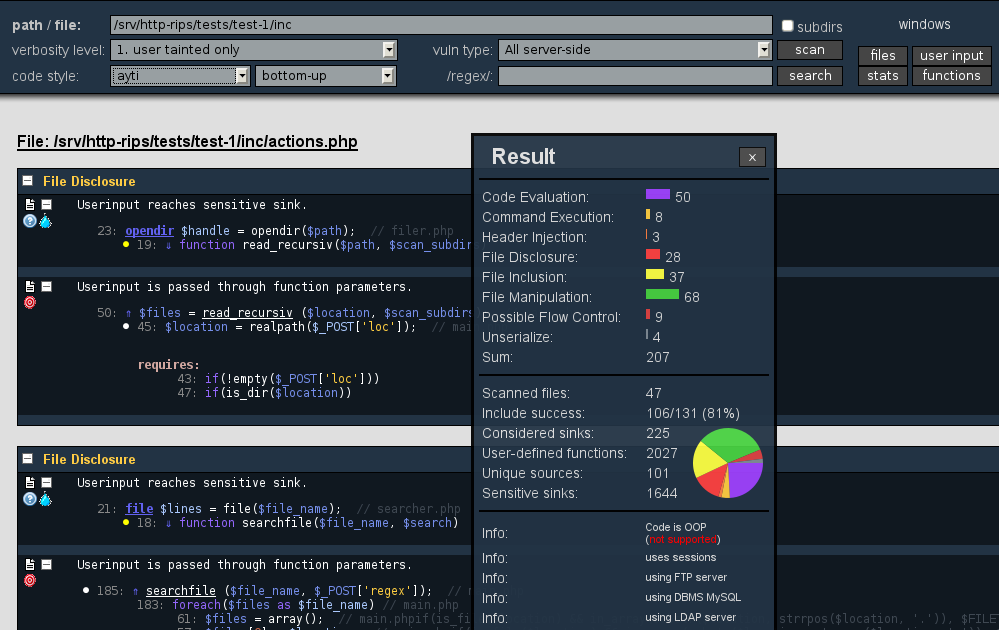 path / file: /srv/http-rips/tests/test-1/inc subdirs windows
verbosity level: 1. user tainted only vuln type: All server-side scan
files user input
code style: ayti bottom-up /regex/: search
stats functions
File: /srv/http-rips/tests/test-1/inc/actions.php
File Disclosure
Userinput reaches sensitive sink.
23: opendir $handle = opendir($path); // filer.php
19: ⇓ function read_recursiv($path, $scan_subdir
Userinput is passed through function parameters.
50: ⇑ $files = read_recursiv ($location, $scan_subdirs
45: $location = realpath($_POST['loc']); // mai
requires:
43: if(!empty($_POST['loc']))
47: if(is_dir($location))
File Disclosure
Userinput reaches sensitive sink.
21: file $lines = file($file_name); // searcher.php
18: ⇓ function searchfile($file_name, $search)
Userinput is passed through function parameters.
185: ⇑ searchfile ($file_name, $_POST['regex']); // m
183: foreach($files as $file_name) // main.php
61: $files = array(); // main.phpif(is_fi strrpos($location, '.')), $FILE
Result
x
Code Evaluation: 50
Command Execution: 8
Header Injection: 3
File Disclosure: 28
File Inclusion: 37
File Manipulation: 68
Possible Flow Control: 9
Unserialize: 4
Sum: 207
Scanned files: 47
Include success: 106/131 (81%)
Considered sinks: 225
User-defined functions: 2027
Unique sources: 101
Sensitive sinks: 1644
Info: Code is OOP
(not supported)
Info: uses sessions
Info: using FTP server
Info: using DBMS MySQL
Info: using LDAP server